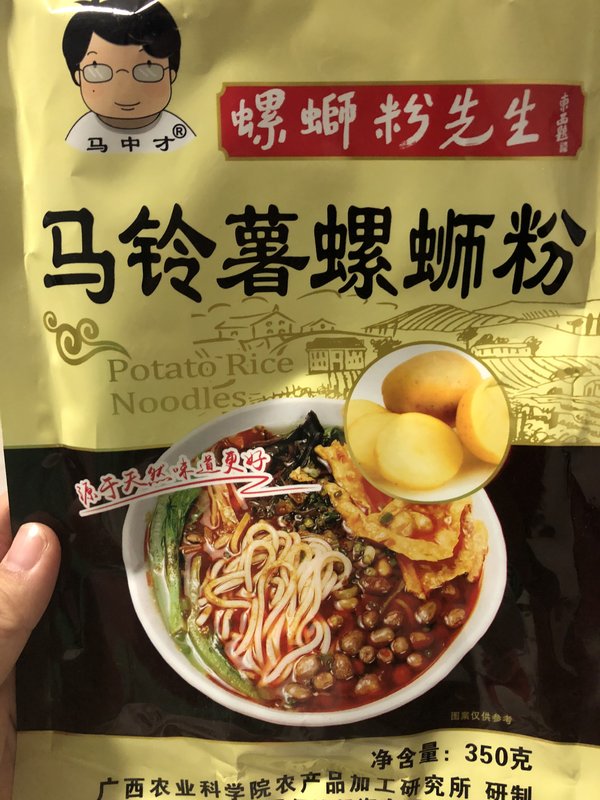 马中才®
螺蛳粉先生
马铃薯螺蛳粉
Potato Rice
Noodles
源于天然味道更好
图案仅供参考
净含量：350克
广西农业科学院农产品加工研究所 研制